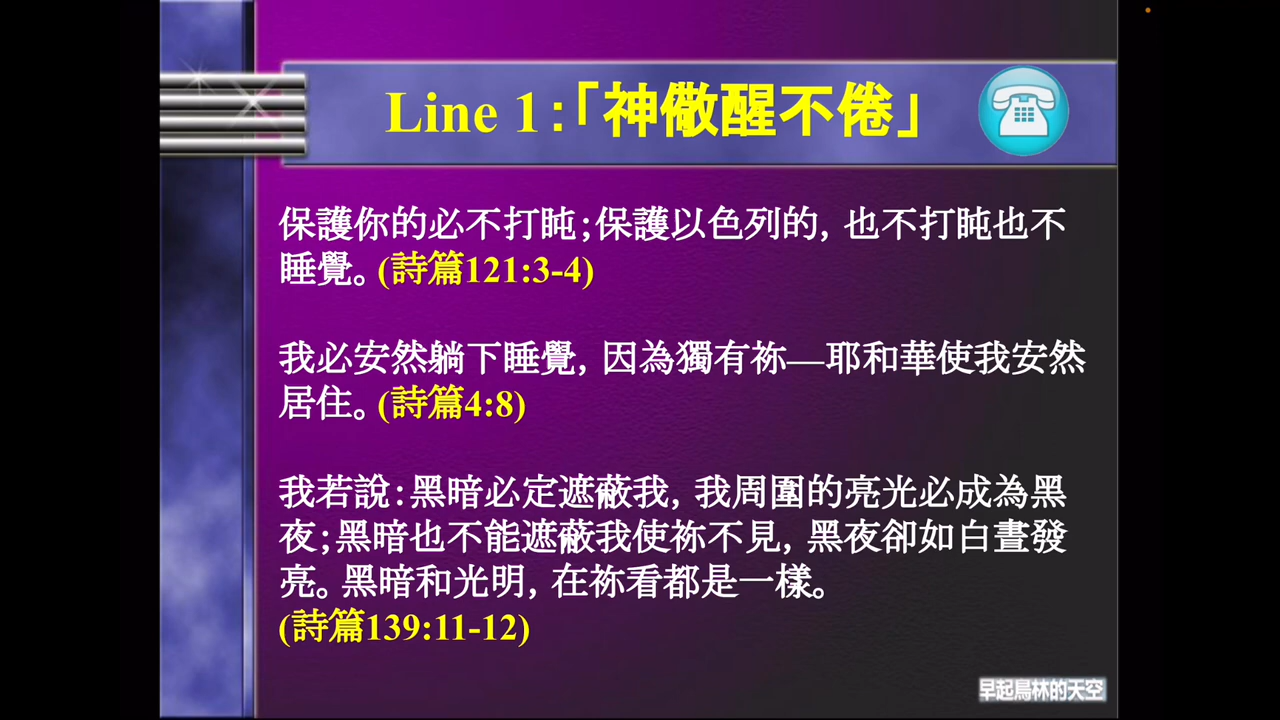 Line 1:「神儆醒不倦」
保護你的必不打盹;保護以色列的, 也不打盹也不
睡覺。(詩篇121:3-4)
我必安然躺下睡覺, 因為獨有祢—耶和華使我安然
居住。(詩篇4:8)
我若說:黑暗必定遮蔽我, 我周圍的亮光必成為黑
夜;黑暗也不能遮蔽我使祢不見, 黑夜卻如白晝發
亮。黑暗和光明, 在祢看都是一樣。
(詩篇139:11-12)
早起鳥林的天空